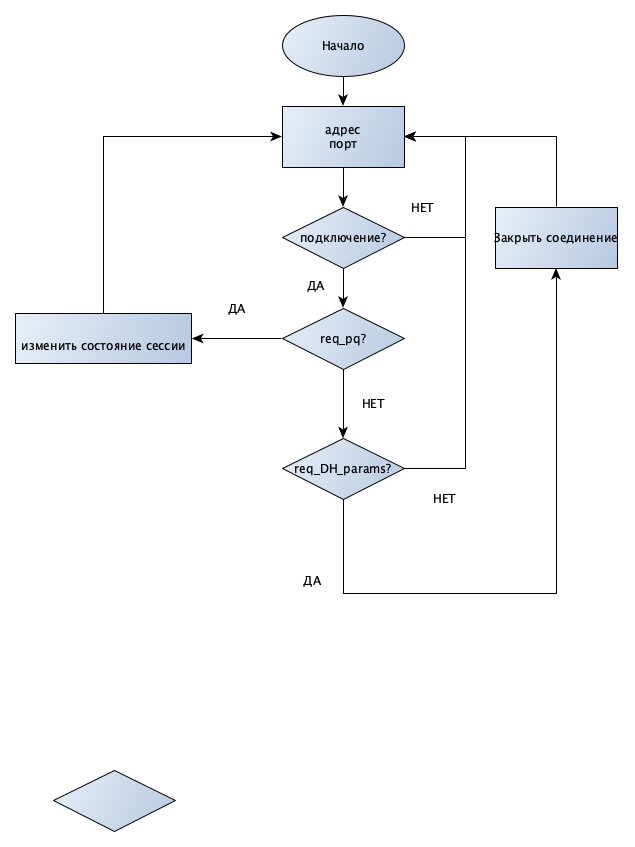 Начало
адрес
порт
НЕТ
подключение?
Закрыть соединение
ДА
ДА
req_pq?
изменить состояние сессии
НЕТ
req_DH_params?
НЕТ
ДА